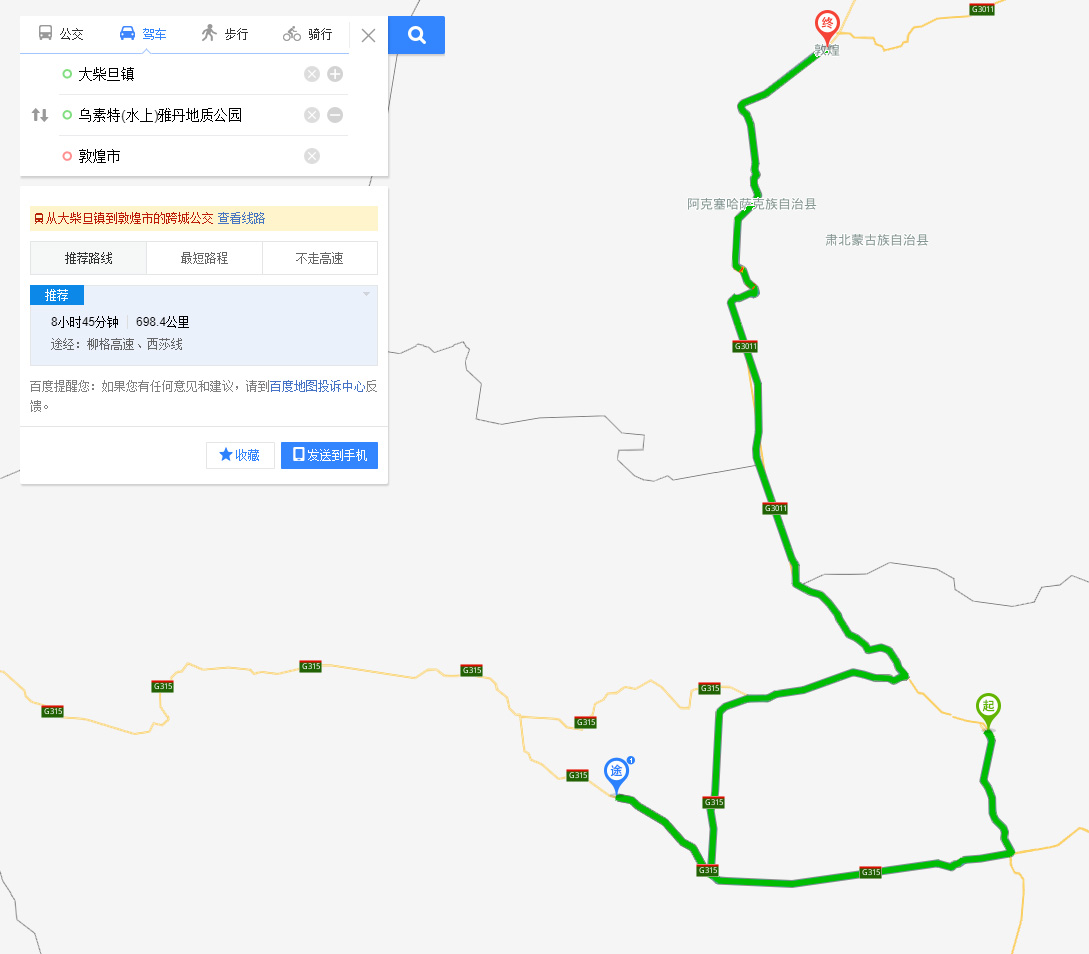 公交 驾车 步行 骑行
大柴旦镇
乌素特(水上)雅丹地质公园
敦煌市
从大柴旦镇到敦煌市的跨城公交 查看线路
推荐路线 最短路程 不走高速
推荐
8小时45分钟 698.4公里
途经：柳格高速、西莎线
百度提醒您：如果您有任何意见和建议，请到百度地图投诉中心反
馈。
收藏 发送到手机
G3011
终
敦煌
阿克塞哈萨克族自治县
肃北蒙古族自治县
G3011
G3011
G315
G315
G315
G315
G315
起
G315
途
1
G315
G315
G315
G315